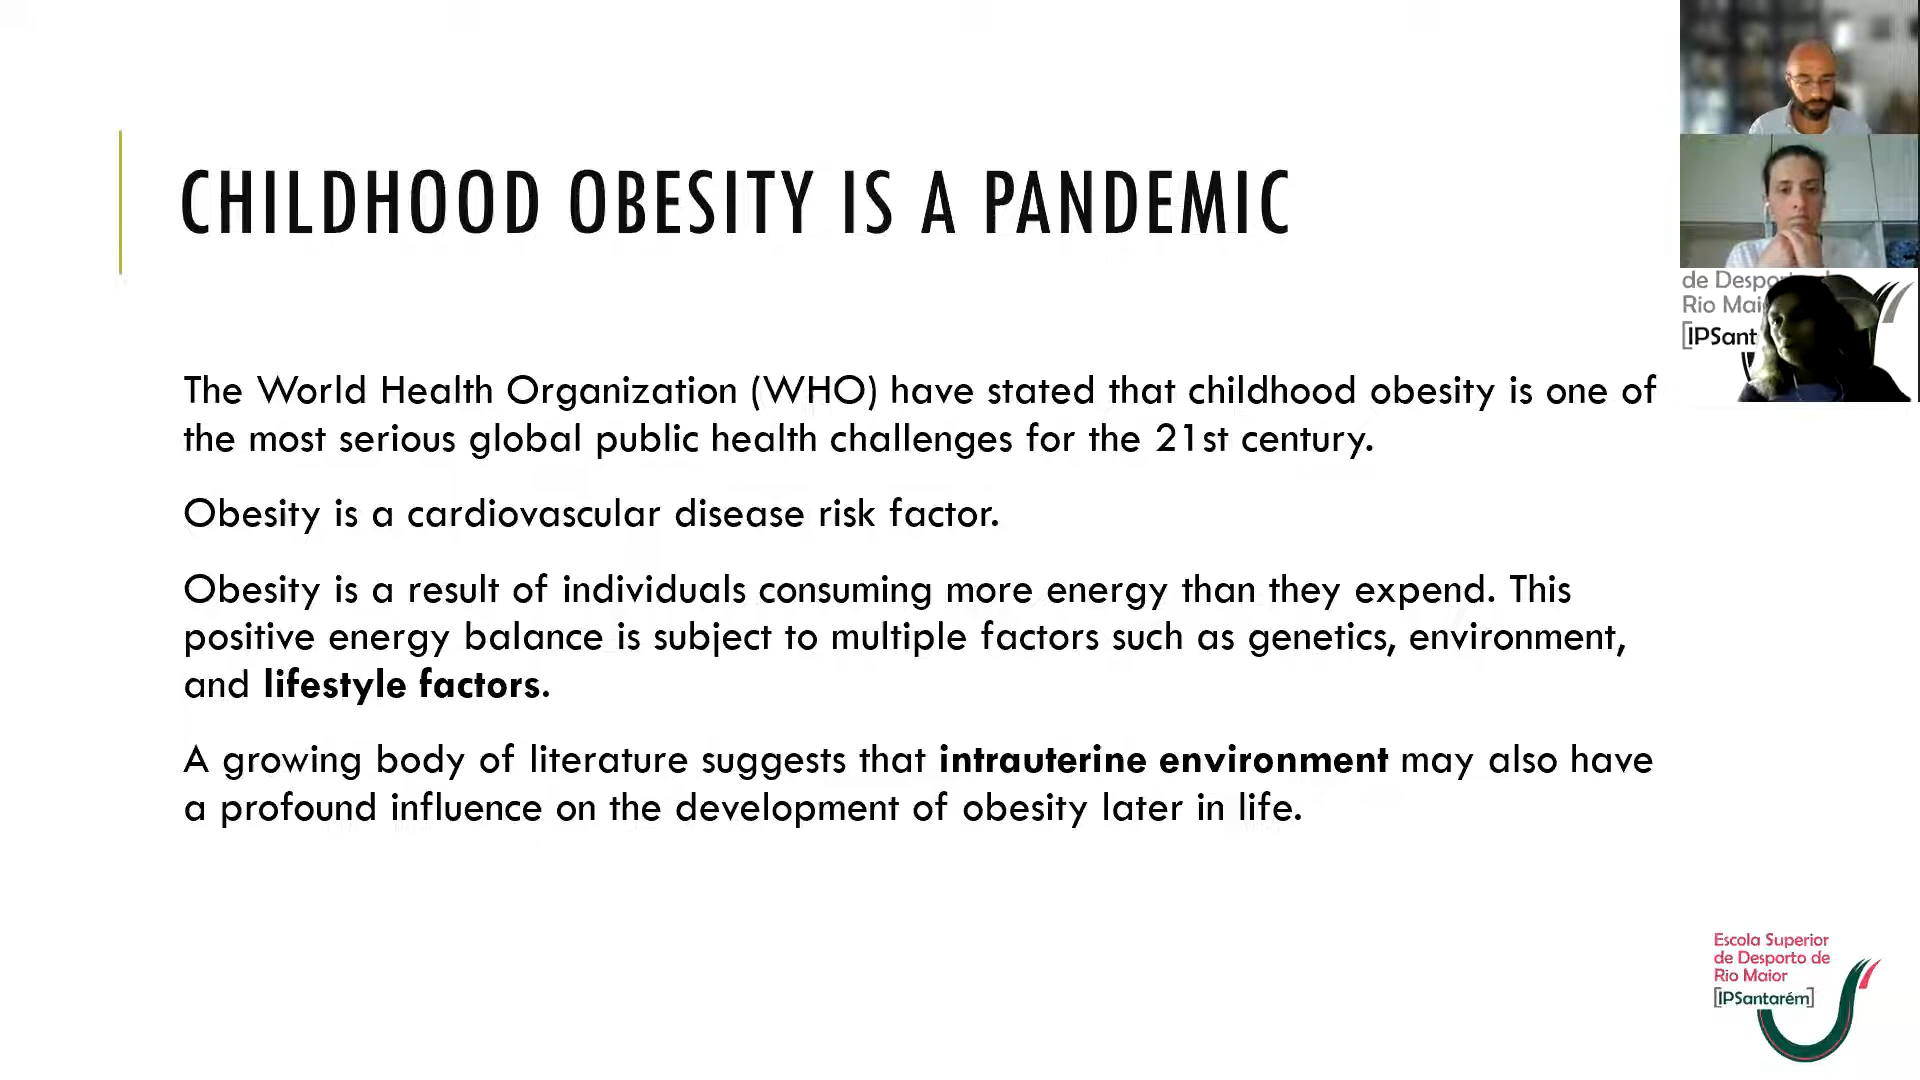 CHILDHOOD OBESITY IS A PANDEMIC
The World Health Organization (WHO) have stated that childhood obesity is one of
the most serious global public health challenges for the 21st century.
Obesity is a cardiovascular disease risk factor.
Obesity is a result of individuals consuming more energy than they expend. This
positive energy balance is subject to multiple factors such as genetics, environment,
and lifestyle factors.
A growing body of literature suggests that intrauterine environment may also have
a profound influence on the development of obesity later in life.
de
Rio
Escola Superior
de Desporto de
Rio Maior
[IPSantarém]